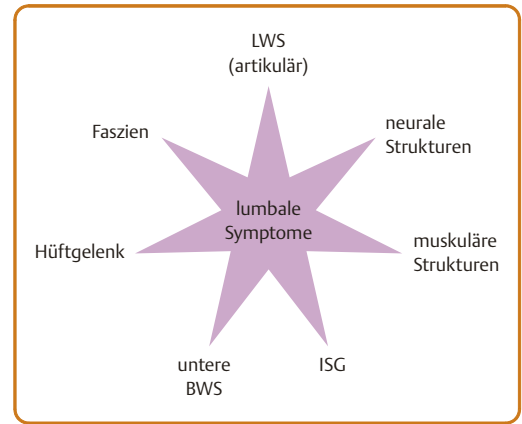 LWS
(artikulär)
neurale
Strukturen
muskuläre
Strukturen
ISG
untere
BWS
Hüftgelenk
Faszien
lumbale
Symptome